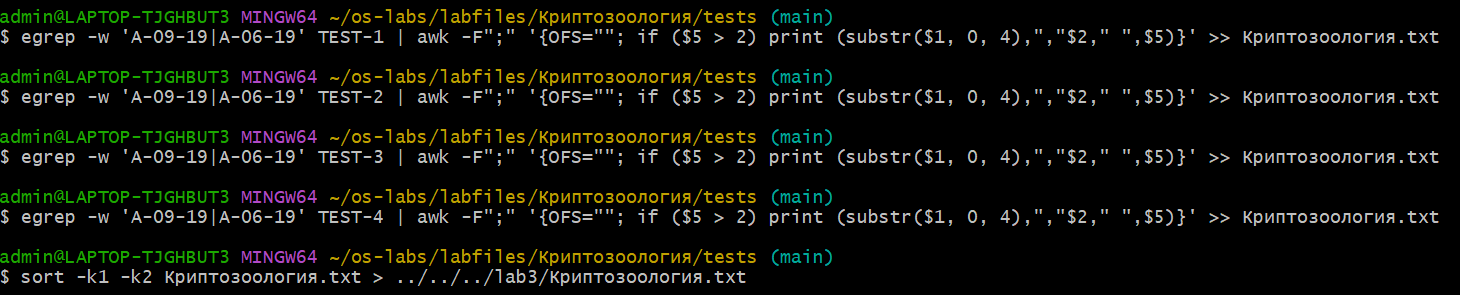 admin@LAPTOP-TJGHBUT3 MINGW64 ~/os-labs/labfiles/Криптозоология/tests (main)
$ egrep -w 'A-09-19|A-06-19' TEST-1 | awk -F";" '{OFS=""; if ($5 > 2) print (substr($1, 0, 4),","$2," ",$5)}' >> Криптозоология.txt
admin@LAPTOP-TJGHBUT3 MINGW64 ~/os-labs/labfiles/Криптозоология/tests (main)
$ egrep -w 'A-09-19|A-06-19' TEST-2 | awk -F";" '{OFS=""; if ($5 > 2) print (substr($1, 0, 4),","$2," ",$5)}' >> Криптозоология.txt
admin@LAPTOP-TJGHBUT3 MINGW64 ~/os-labs/labfiles/Криптозоология/tests (main)
$ egrep -w 'A-09-19|A-06-19' TEST-3 | awk -F";" '{OFS=""; if ($5 > 2) print (substr($1, 0, 4),","$2," ",$5)}' >> Криптозоология.txt
admin@LAPTOP-TJGHBUT3 MINGW64 ~/os-labs/labfiles/Криптозоология/tests (main)
$ egrep -w 'A-09-19|A-06-19' TEST-4 | awk -F";" '{OFS=""; if ($5 > 2) print (substr($1, 0, 4),","$2," ",$5)}' >> Криптозоология.txt
admin@LAPTOP-TJGHBUT3 MINGW64 ~/os-labs/labfiles/Криптозоология/tests (main)
$ sort -k1 -k2 Криптозоология.txt > ../../../lab3/Криптозоология.txt